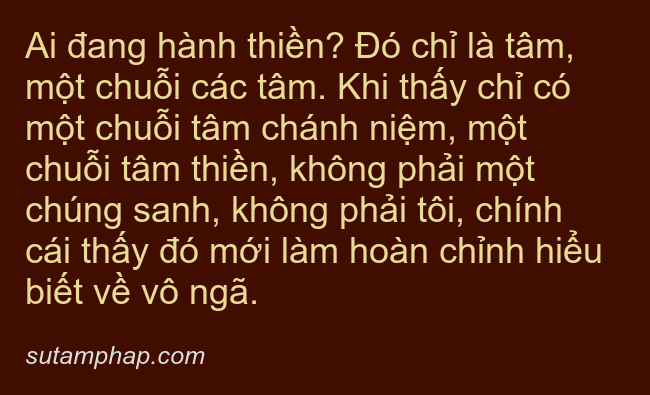 Ai đang hành thiền? Đó chỉ là tâm,
một chuỗi các tâm. Khi thấy chỉ có
một chuỗi tâm chánh niệm, một
chuỗi tâm thiền, không phải một
chúng sanh, không phải tôi, chính
cái thấy đó mới làm hoàn chỉnh hiểu
biết về vô ngã.
sutamphap.com